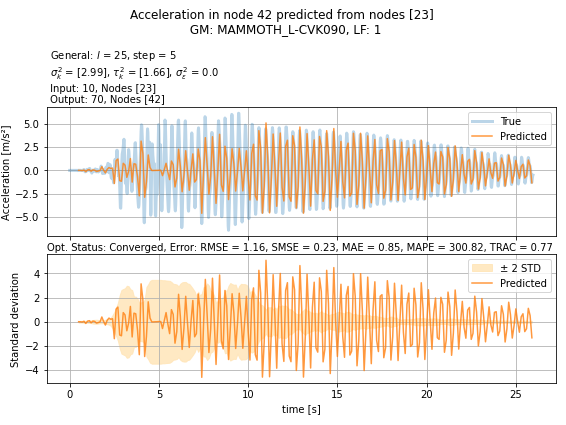 Acceleration in node 42 predicted from nodes [23]
GM: MAMMOTH_L-CVK090, LF: 1
General: l = 25, step = 5
σ²ₖ = [2.99], τ²ₖ = [1.66], σ²ε = 0.0
Input: 10, Nodes [23]
Output: 70, Nodes [42]
Acceleration [m/s²]
5.0
2.5
0.0
−2.5
−5.0
True
Predicted
Opt. Status: Converged, Error: RMSE = 1.16, SMSE = 0.23, MAE = 0.85, MAPE = 300.82, TRAC = 0.77
Standard deviation
4
2
0
−2
−4
± 2 STD
Predicted
0 5 10 15 20 25
time [s]